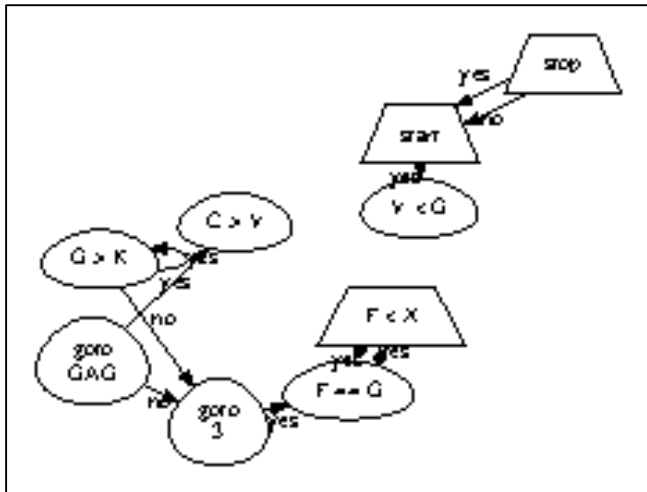 stop
yes
no
start
yes
V < G
C > V
G > K
yes
yes
no
F < X
goto
GAG
yes
yes
F == G
no
goto
3
yes